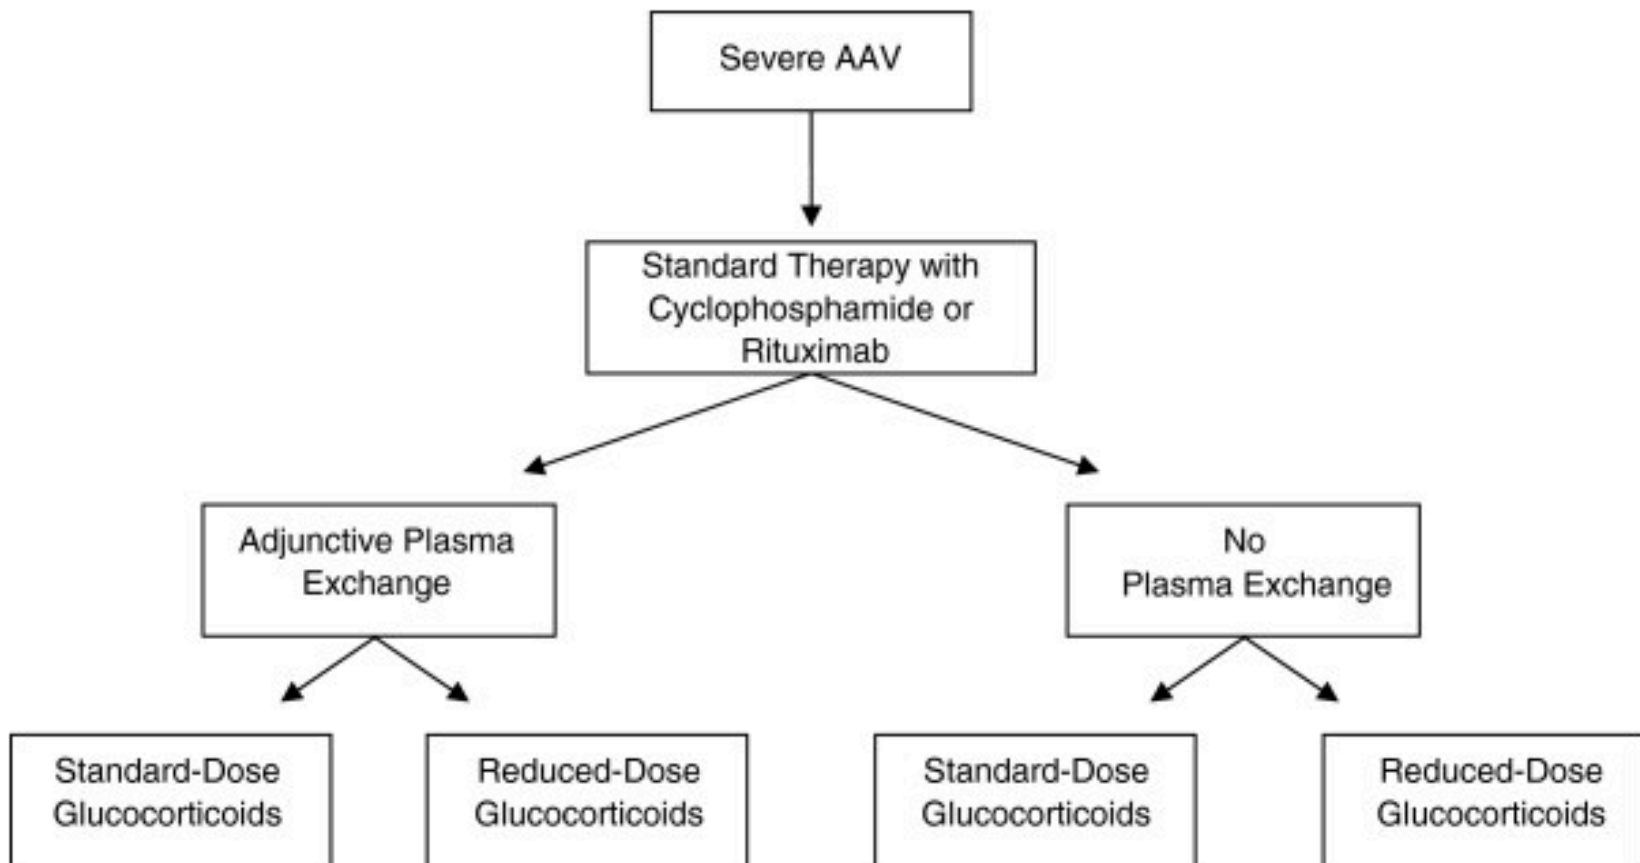 Severe AAV
Standard Therapy with
Cyclophosphamide or
Rituximab
Adjunctive Plasma
Exchange
No
Plasma Exchange
Standard-Dose
Glucocorticoids
Reduced-Dose
Glucocorticoids
Standard-Dose
Glucocorticoids
Reduced-Dose
Glucocorticoids